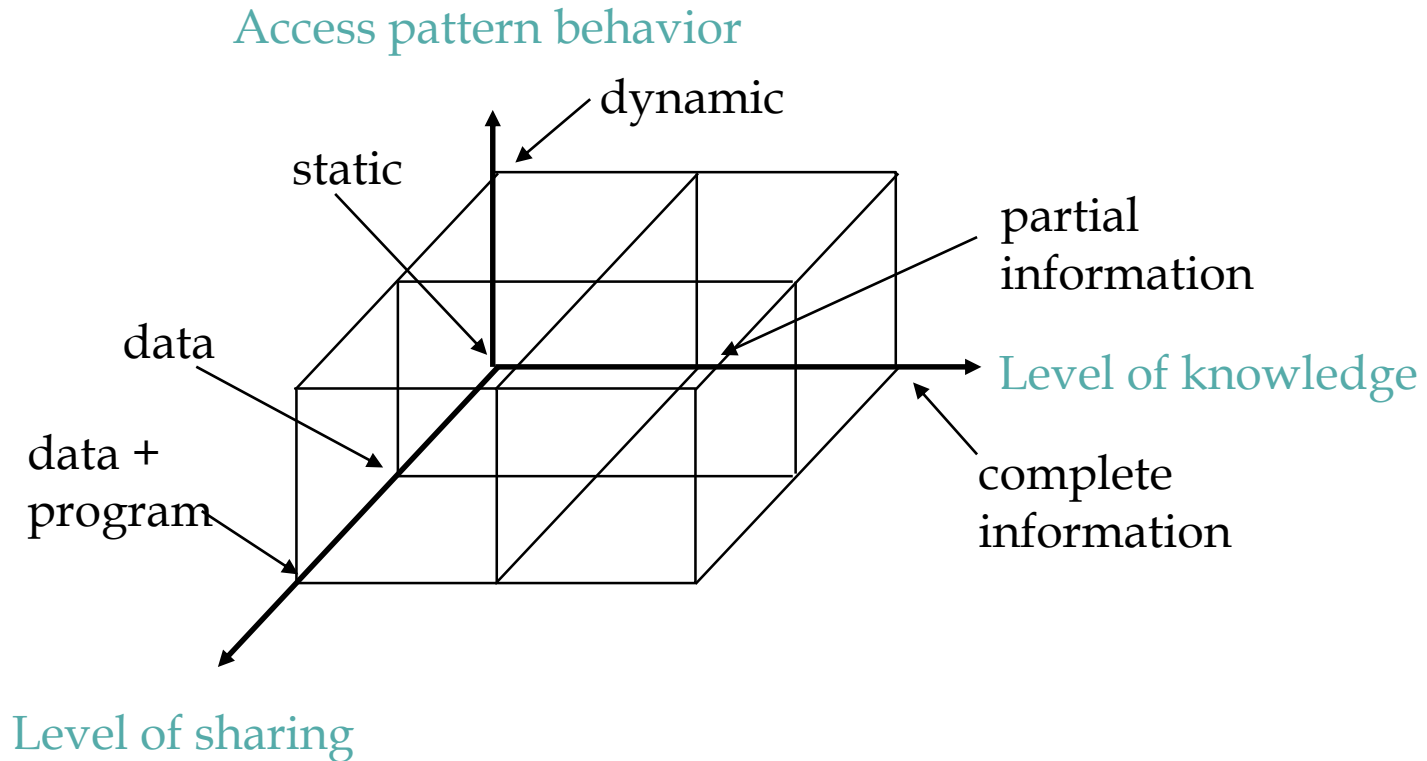 Access pattern behavior
dynamic
static
partial
information
data
Level of knowledge
data +
program
complete
information
Level of sharing